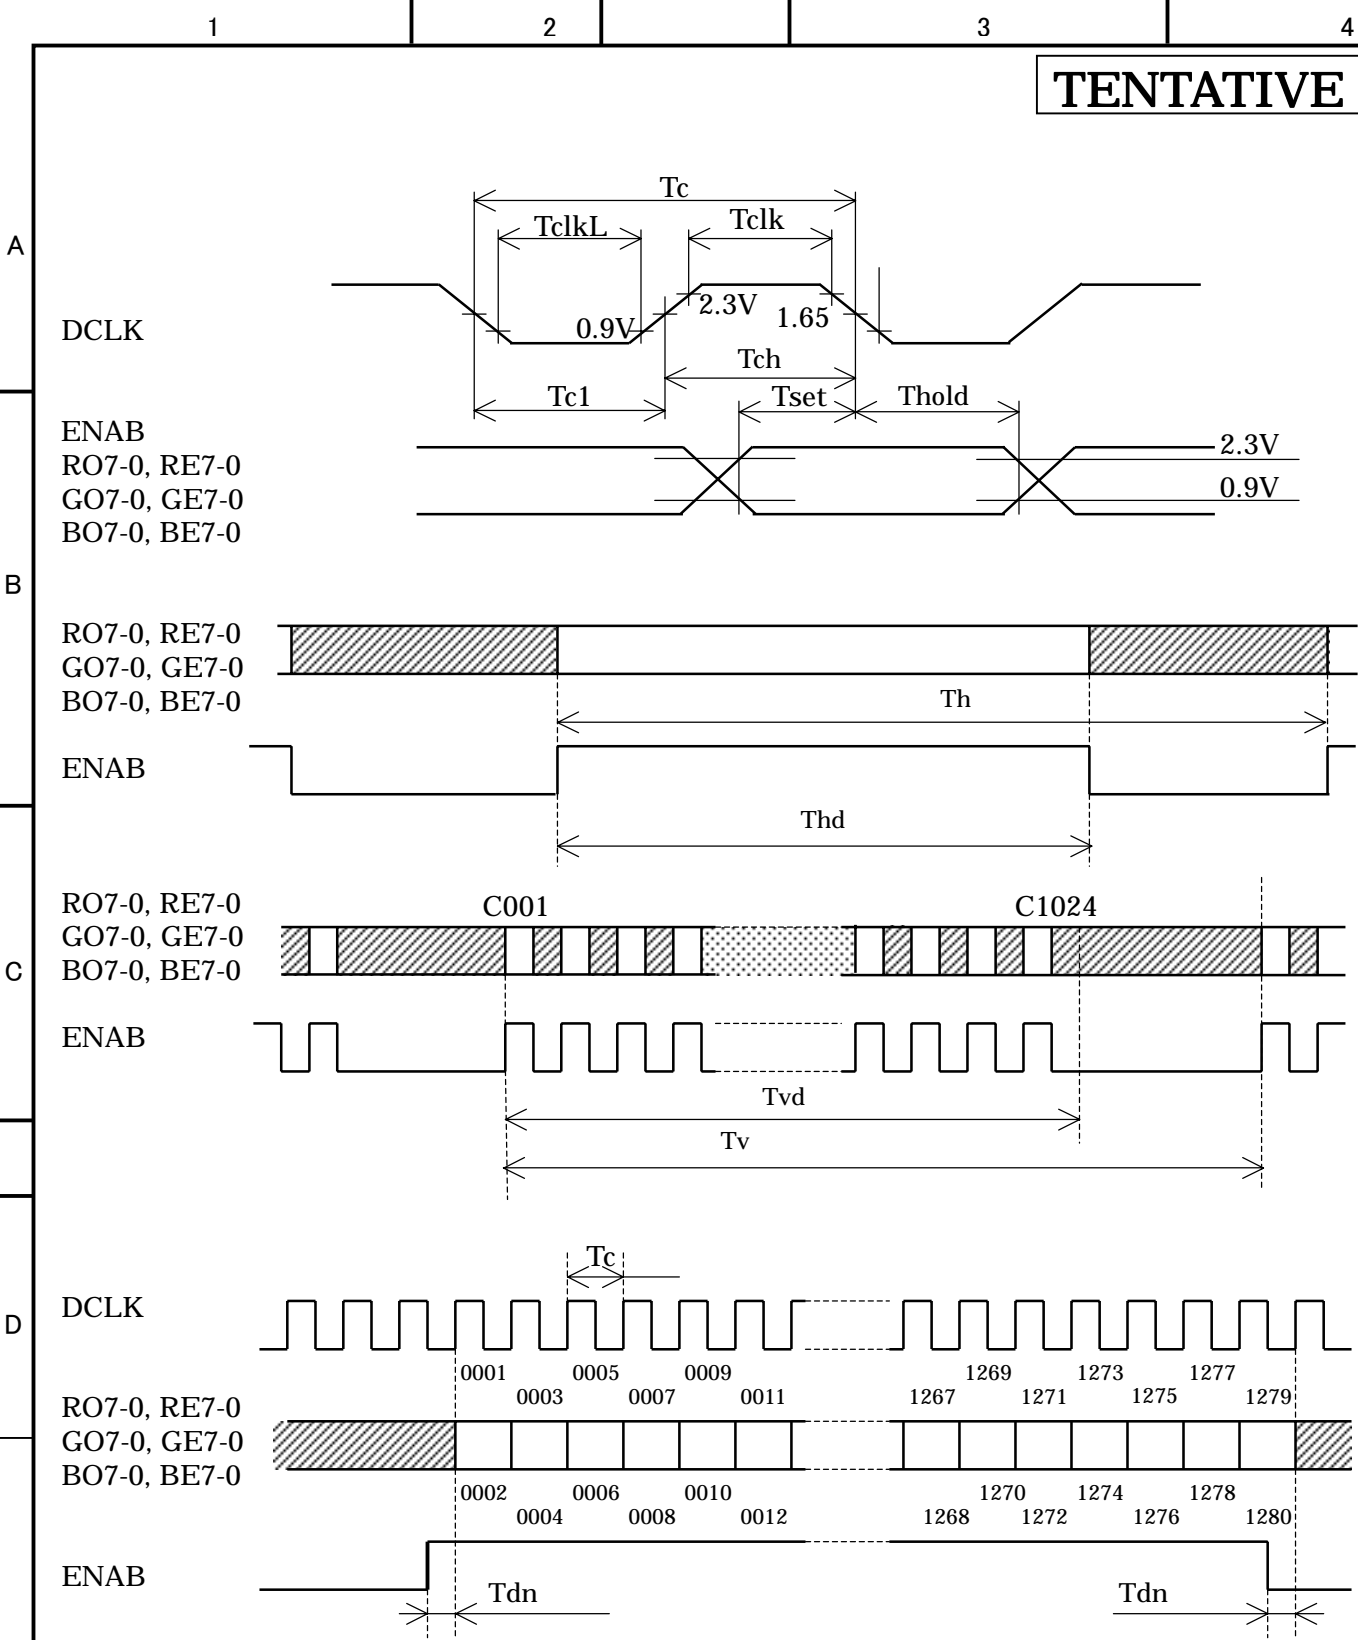 1 2 3 4
TENTATIVE
A
Tc
TclkL Tclk
DCLK
0.9V 2.3V 1.65
Tch
Tc1 Tset Thold
B
ENAB
RO7-0, RE7-0
GO7-0, GE7-0
BO7-0, BE7-0
2.3V
0.9V
RO7-0, RE7-0
GO7-0, GE7-0
BO7-0, BE7-0
Th
ENAB
Thd
C
RO7-0, RE7-0
GO7-0, GE7-0
BO7-0, BE7-0
C001 C1024
ENAB
Tvd
Tv
D
Tc
DCLK
0001 0005 0009 1269 1273 1277
0003 0007 0011 1267 1271 1275 1279
RO7-0, RE7-0
GO7-0, GE7-0
BO7-0, BE7-0
0002 0006 0010 1270 1274 1278
0004 0008 0012 1268 1272 1276 1280
ENAB
Tdn Tdn